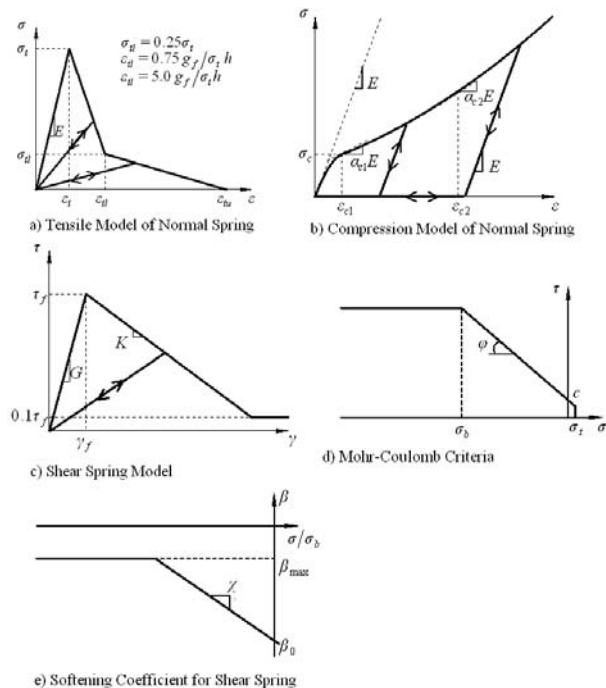 σ
σt
σtl = 0.25σt
εtl = 0.75 gf/σt h
εtl = 5.0 gf/σt h
E
σtl
εt
εtl
εtu
ε
a) Tensile Model of Normal Spring
σ
E
αc2E
σc
αc1E
E
εc1
εc2
ε
b) Compression Model of Normal Spring
τ
τf
K
G
0.1τf
γf
γ
c) Shear Spring Model
τ
φ
c
σb
σt
σ
d) Mohr-Coulomb Criteria
β
σ/σb
βmax
χ
β0
e) Softening Coefficient for Shear Spring